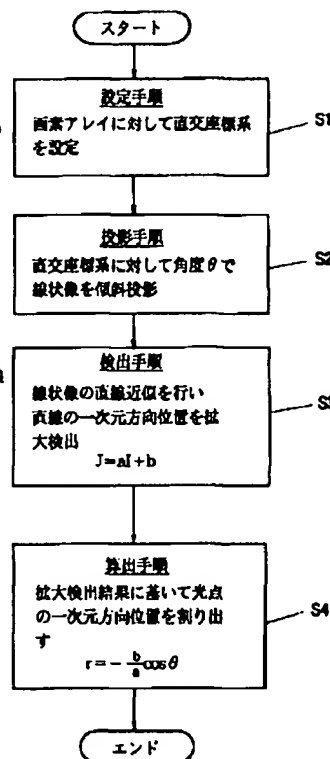 スタート
設定手順
画素アレイに対して直交座標系
を設定
S1
投影手順
直交座標系に対して角度θで
線状像を傾斜投影
S2
検出手順
線状像の直線近似を行い
直線の一次元方向位置を拡
大検出
J=aI+b
算出手順
拡大検出結果に基いて光点
の一次元方向位置を割り出
す
r=-b/a cosθ
S4
エンド